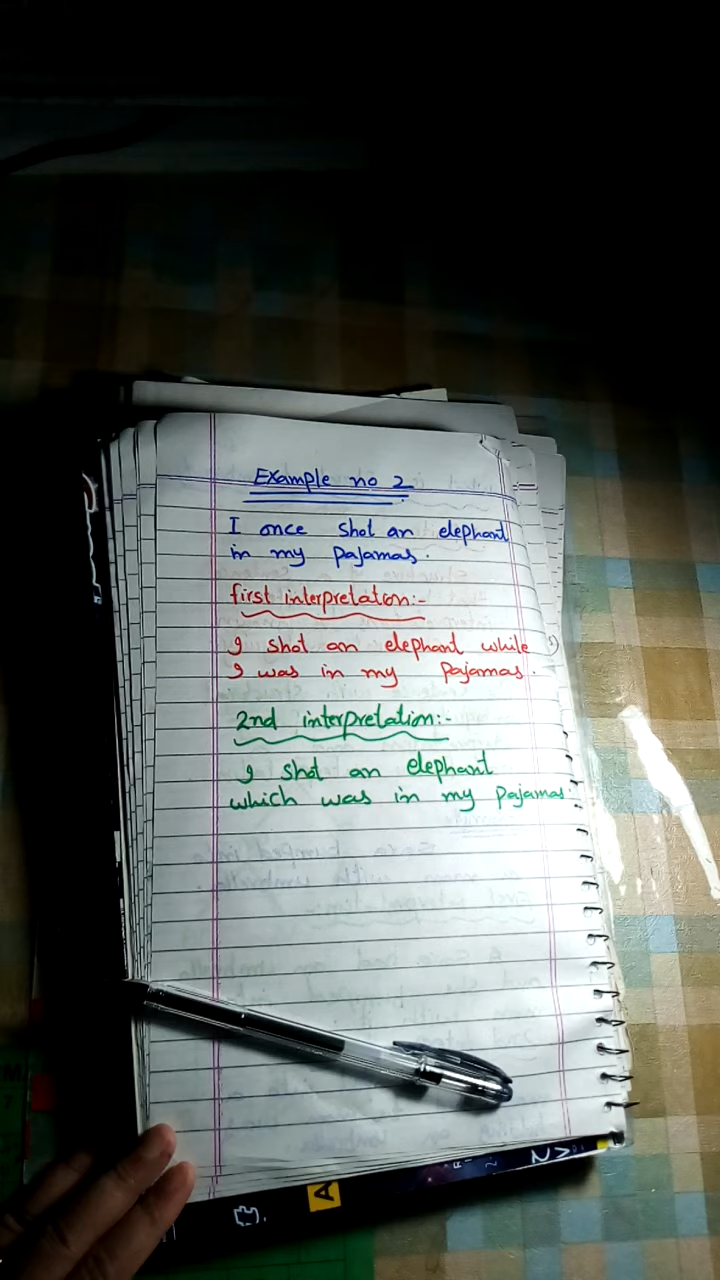 Example no 2
I once shot an elephant
in my pajamas.
first interpretation:-
I shot an elephant while
I was in my pajamas.
2nd interpretation:-
I shot an elephant
which was in my pajamas